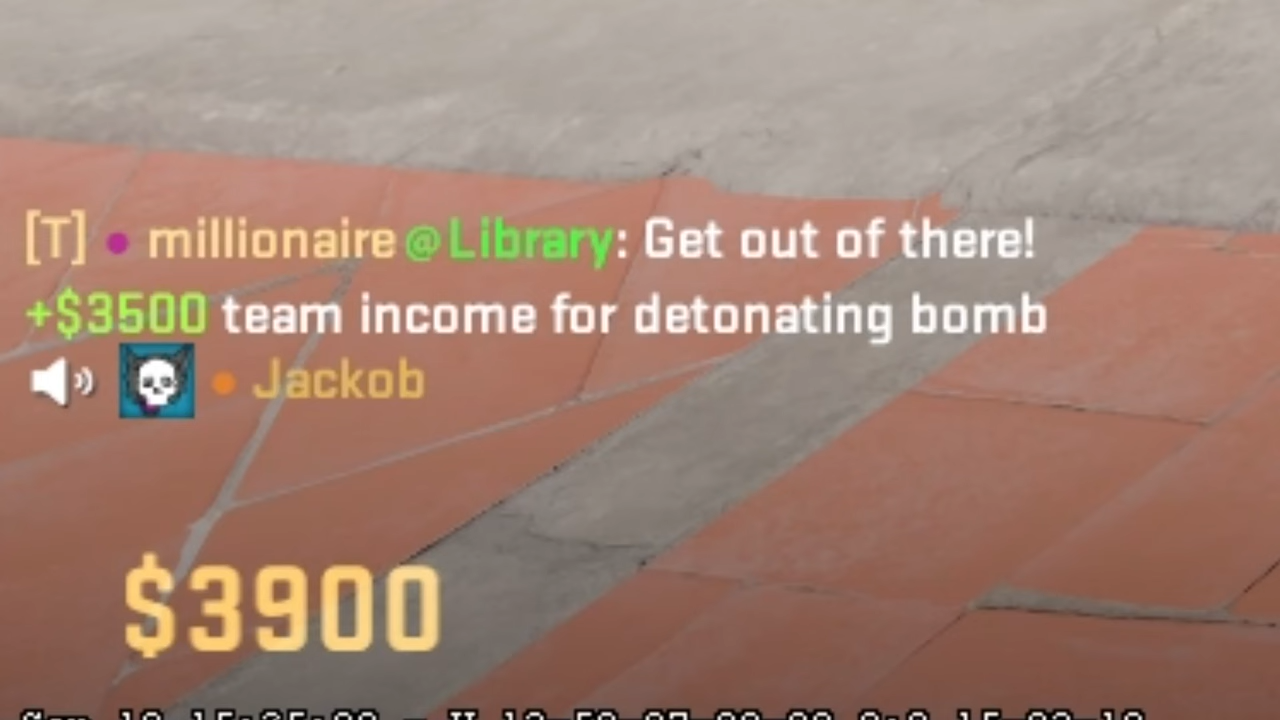 [T] ● millionaire@Library: Get out of there!
+$3500 team income for detonating bomb
● Jackob
$3900